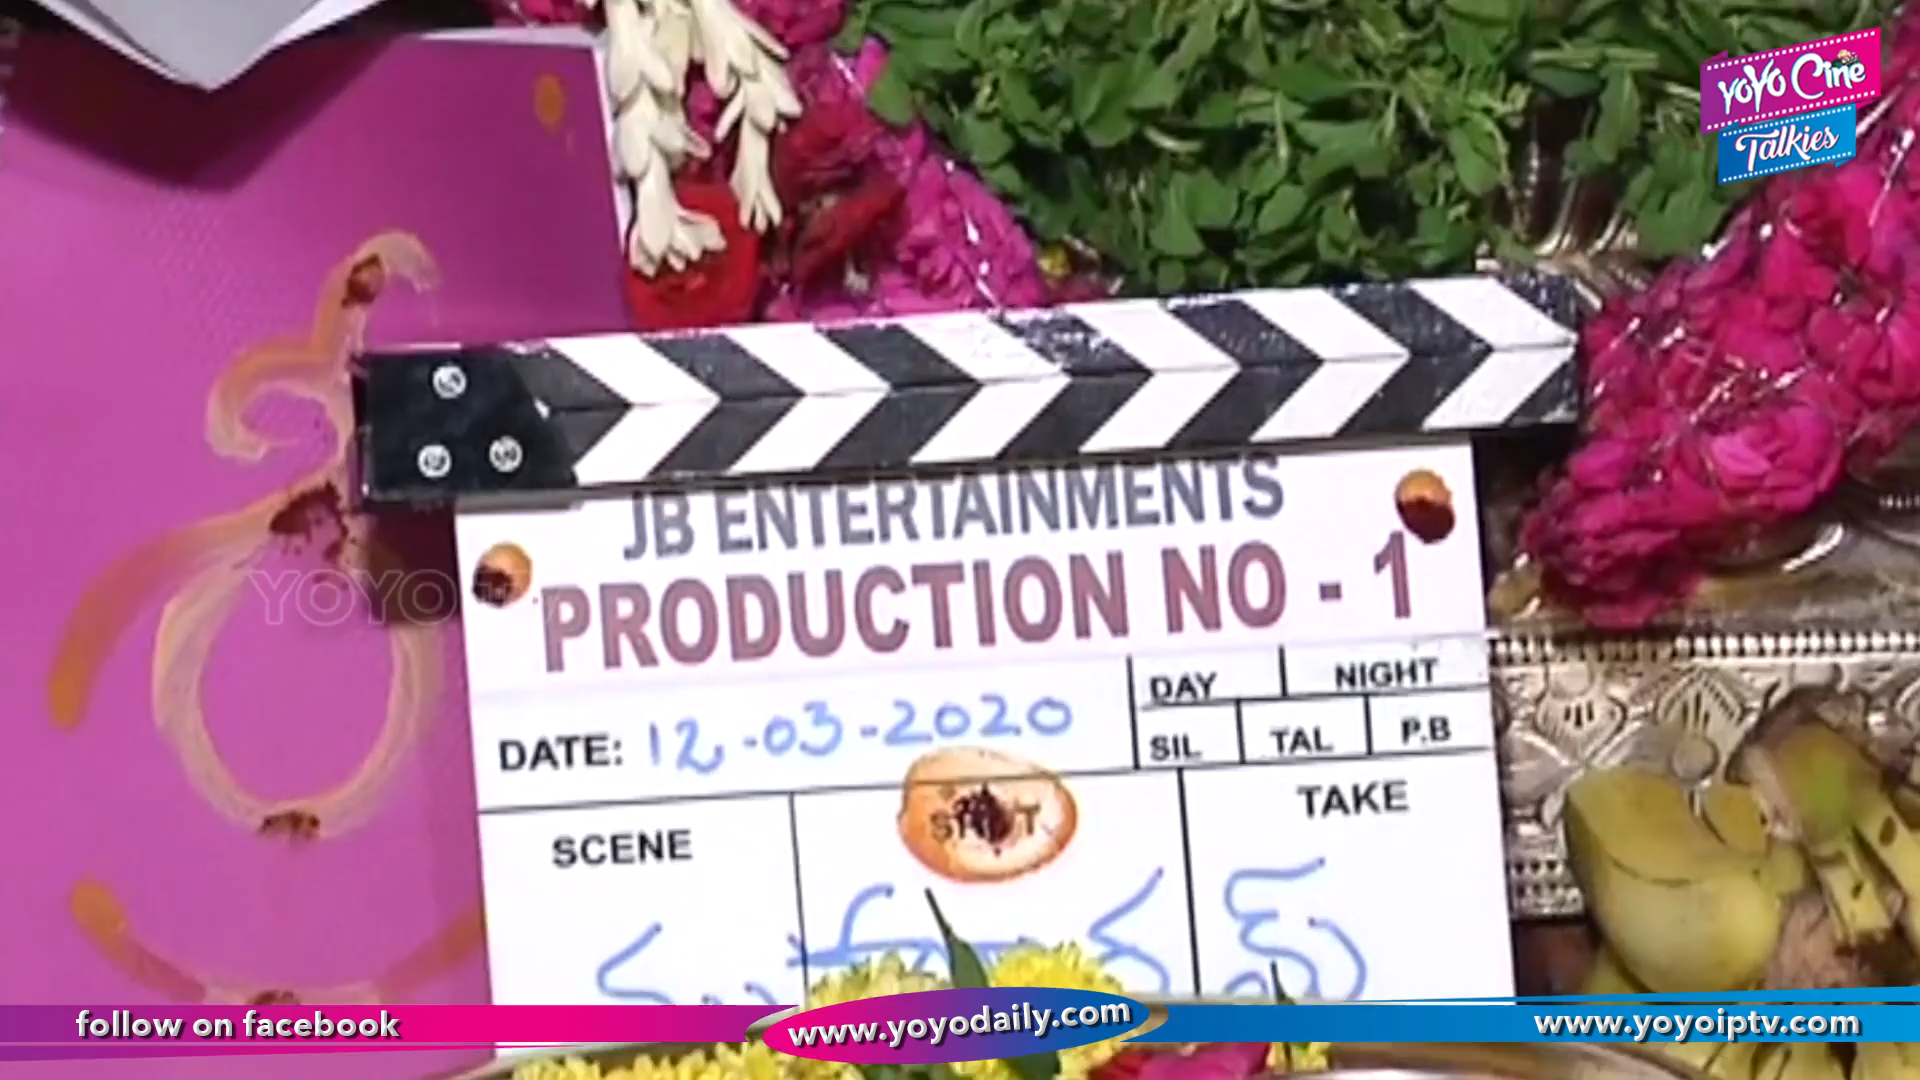 YOYO Cine
Talkies
JB ENTERTAINMENTS
PRODUCTION NO - 1
YOYO
DATE: 12-03-2020
DAY
NIGHT
SIL
TAL
P.B
SCENE
TAKE
follow on facebook
www.yoyodaily.com
www.yoyoiptv.com